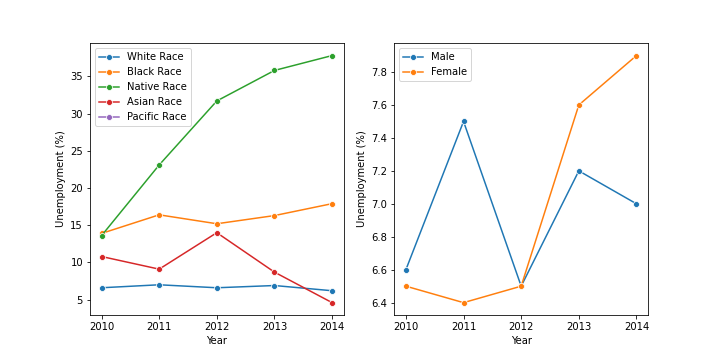 White Race
Black Race
Native Race
Asian Race
Pacific Race
35
30
25
20
15
10
5
2010 2011 2012 2013 2014
Year
Unemployment (%)
Male
Female
7.8
7.6
7.4
7.2
7.0
6.8
6.6
6.4
2010 2011 2012 2013 2014
Year
Unemployment (%)